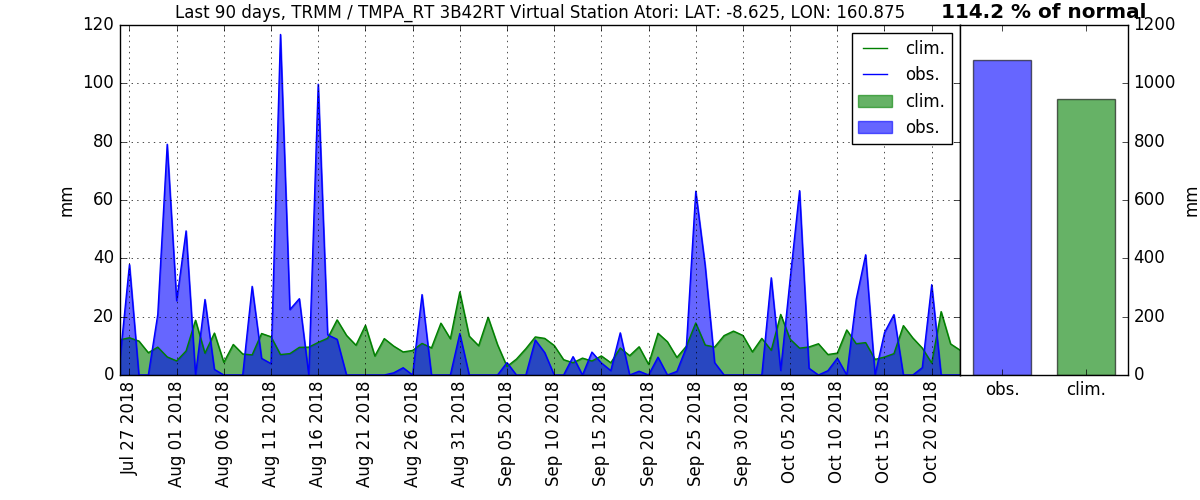 Last 90 days, TRMM / TMPA_RT 3B42RT Virtual Station Atori: LAT: -8.625, LON: 160.875
114.2 % of normal
120
100
80
60
40
20
0
mm
clim.
obs.
clim.
obs.
1200
1000
800
600
400
200
0
mm
Jul 27 2018
Aug 01 2018
Aug 06 2018
Aug 11 2018
Aug 16 2018
Aug 21 2018
Aug 26 2018
Aug 31 2018
Sep 05 2018
Sep 10 2018
Sep 15 2018
Sep 20 2018
Sep 25 2018
Sep 30 2018
Oct 05 2018
Oct 10 2018
Oct 15 2018
Oct 20 2018
obs.
clim.